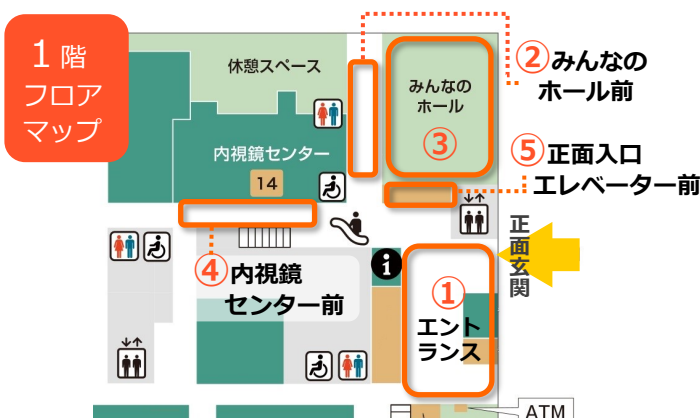 1階
フロア
マップ
休憩スペース
内視鏡センター
14
みんなの
ホール
③
②みんなの
ホール前
⑤正面入口
エレベーター前
正面玄関
④内視鏡
センター前
i
①
エント
ランス
ATM